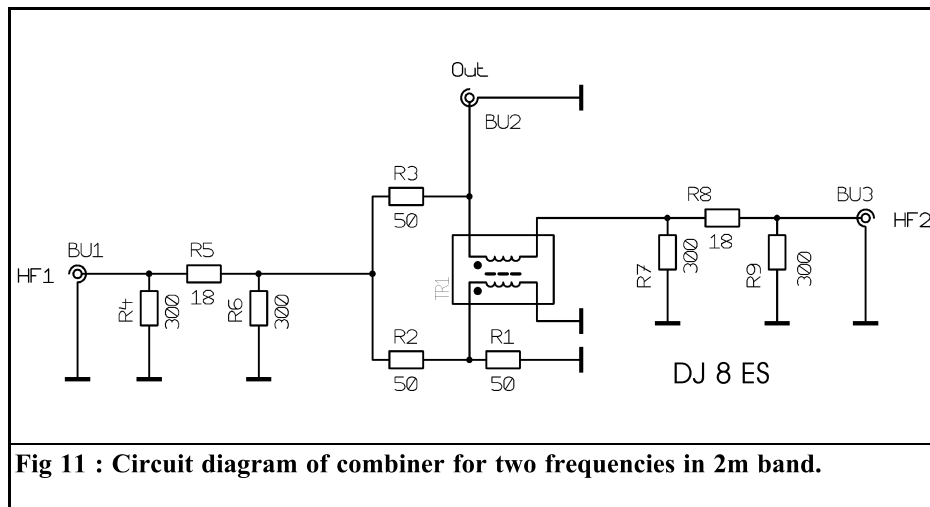 Out
BU2
R3
50
R8
18
BU3
HF2
BU1
HF1
R5
18
R4
300
R6
300
TR1
R7
300
R9
300
R2
50
R1
50
DJ 8 ES
Fig 11 : Circuit diagram of combiner for two frequencies in 2m band.